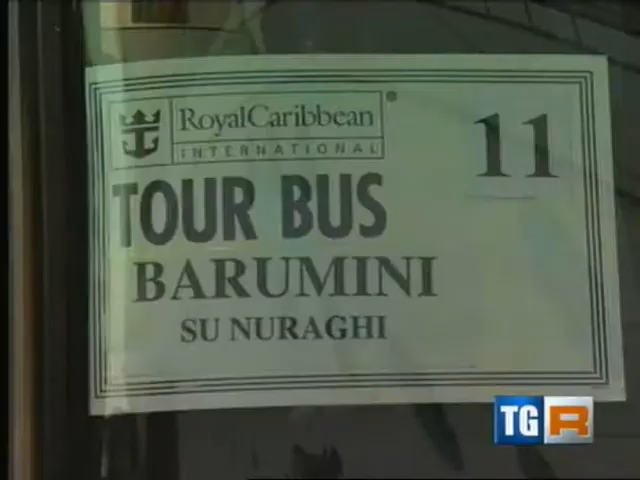 RoyalCaribbean®
INTERNATIONAL
11
TOUR BUS
BARUMINI
SU NURAGHI
TGR